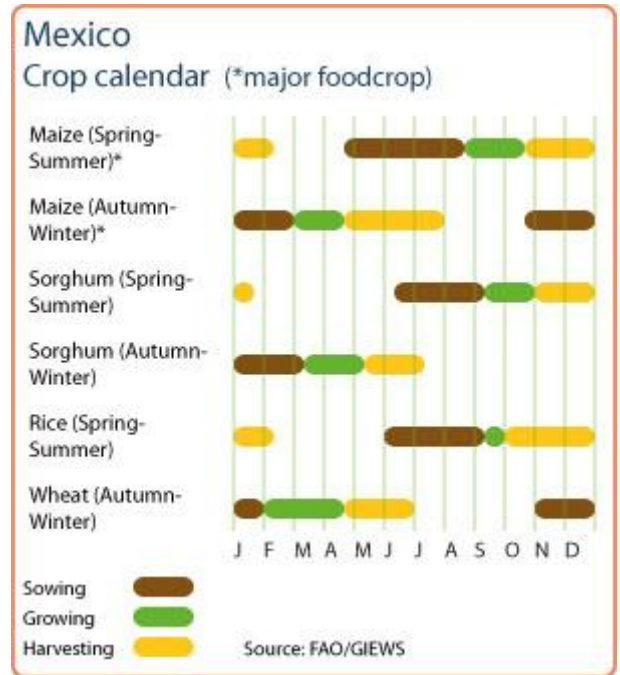 Mexico
Crop calendar (*major foodcrop)
Maize (Spring-
Summer)*
Maize (Autumn-
Winter)*
Sorghum (Spring-
Summer)
Sorghum (Autumn-
Winter)
Rice (Spring-
Summer)
Wheat (Autumn-
Winter)
J F M A M J J A S O N D
Sowing
Growing
Harvesting Source: FAO/GIEWS